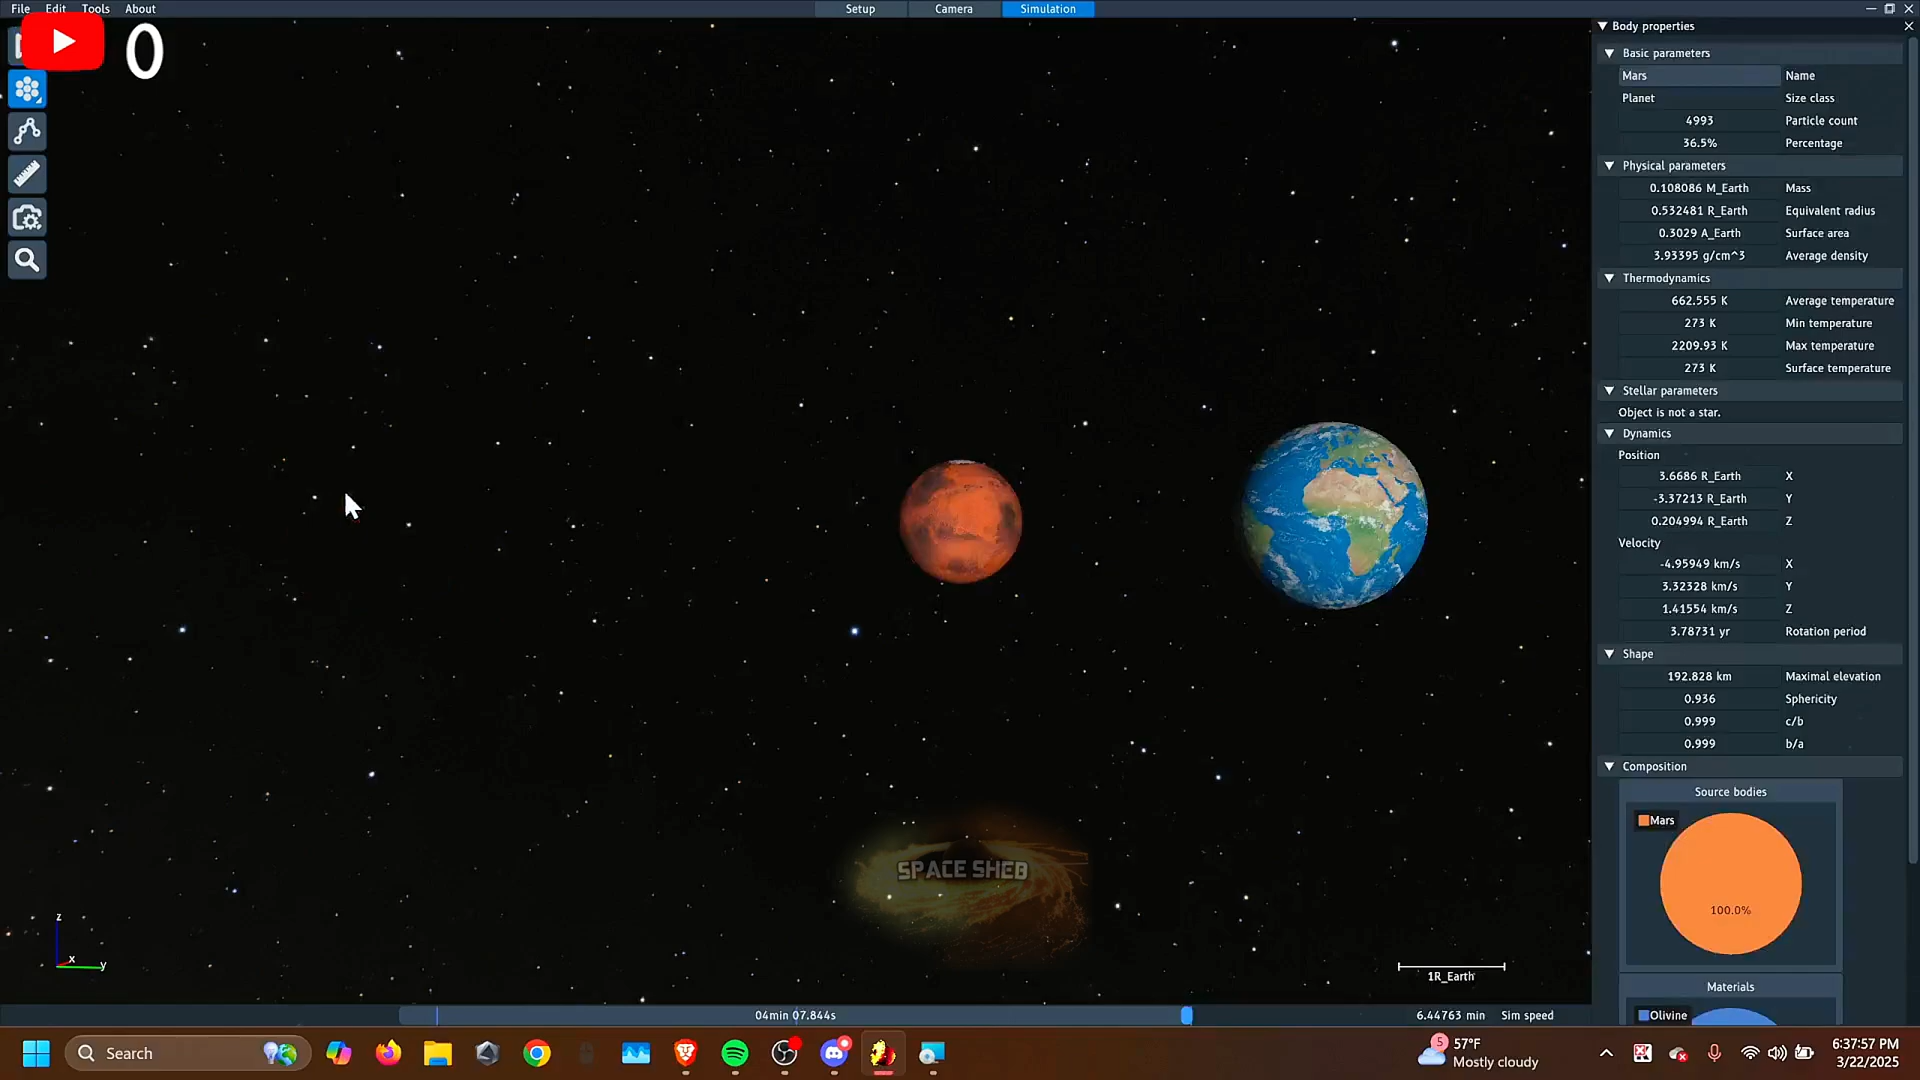 File Edit Tools About
Setup Camera Simulation
0
Body properties
Basic parameters
Mars Name
Planet Size class
4993 Particle count
36.5% Percentage
Physical parameters
0.108086 M_Earth Mass
0.532481 R_Earth Equivalent radius
0.3029 A_Earth Surface area
3.93395 g/cm^3 Average density
Thermodynamics
662.555 K Average temperature
273 K Min temperature
2209.93 K Max temperature
273 K Surface temperature
Stellar parameters
Object is not a star.
Dynamics
Position
3.6686 R_Earth X
-3.37213 R_Earth Y
0.204994 R_Earth Z
Velocity
-4.95949 km/s X
3.32328 km/s Y
1.41554 km/s Z
3.78731 yr Rotation period
Shape
192.828 km Maximal elevation
0.936 Sphericity
0.999 c/b
0.999 b/a
Composition
Source bodies
Mars
100.0%
Materials
Olivine
SPACE SHEB
z
x
y
1R_Earth
04min 07.844s
6.44763 min Sim speed
Search
5
57°F
Mostly cloudy
6:37:57 PM
3/22/2025